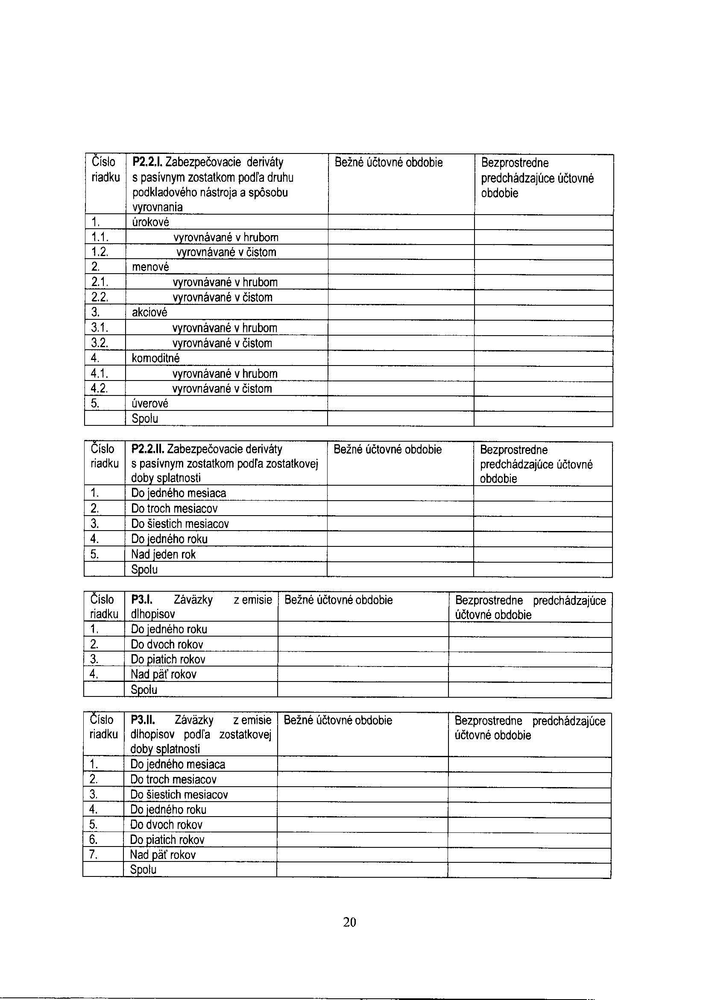 Číslo riadku P2.2.I. Zabezpečovacie deriváty s pasívnym zostatkom podľa druhu podkladového nástroja a spôsobu vyrovnania Bežné účtovné obdobie Bezprostredne predchádzajúce účtovné obdobie
1. úrokové
1.1. vyrovnávané v hrubom
1.2. vyrovnávané v čistom
2. menové
2.1. vyrovnávané v hrubom
2.2. vyrovnávané v čistom
3. akciové
3.1. vyrovnávané v hrubom
3.2. vyrovnávané v čistom
4. komoditné
4.1. vyrovnávané v hrubom
4.2. vyrovnávané v čistom
5. úverové
Spolu
Číslo riadku P2.2.II. Zabezpečovacie deriváty s pasívnym zostatkom podľa zostatkovej doby splatnosti Bežné účtovné obdobie Bezprostredne predchádzajúce účtovné obdobie
1. Do jedného mesiaca
2. Do troch mesiacov
3. Do šiestich mesiacov
4. Do jedného roku
5. Nad jeden rok
Spolu
Číslo riadku P3.I. Záväzky z emisie dlhopisov Bežné účtovné obdobie Bezprostredne predchádzajúce účtovné obdobie
1. Do jedného roku
2. Do dvoch rokov
3. Do piatich rokov
4. Nad päť rokov
Spolu
Číslo riadku P3.II. Záväzky z emisie dlhopisov podľa zostatkovej doby splatnosti Bežné účtovné obdobie Bezprostredne predchádzajúce účtovné obdobie
1. Do jedného mesiaca
2. Do troch mesiacov
3. Do šiestich mesiacov
4. Do jedného roku
5. Do dvoch rokov
6. Do piatich rokov
7. Nad päť rokov
Spolu
20